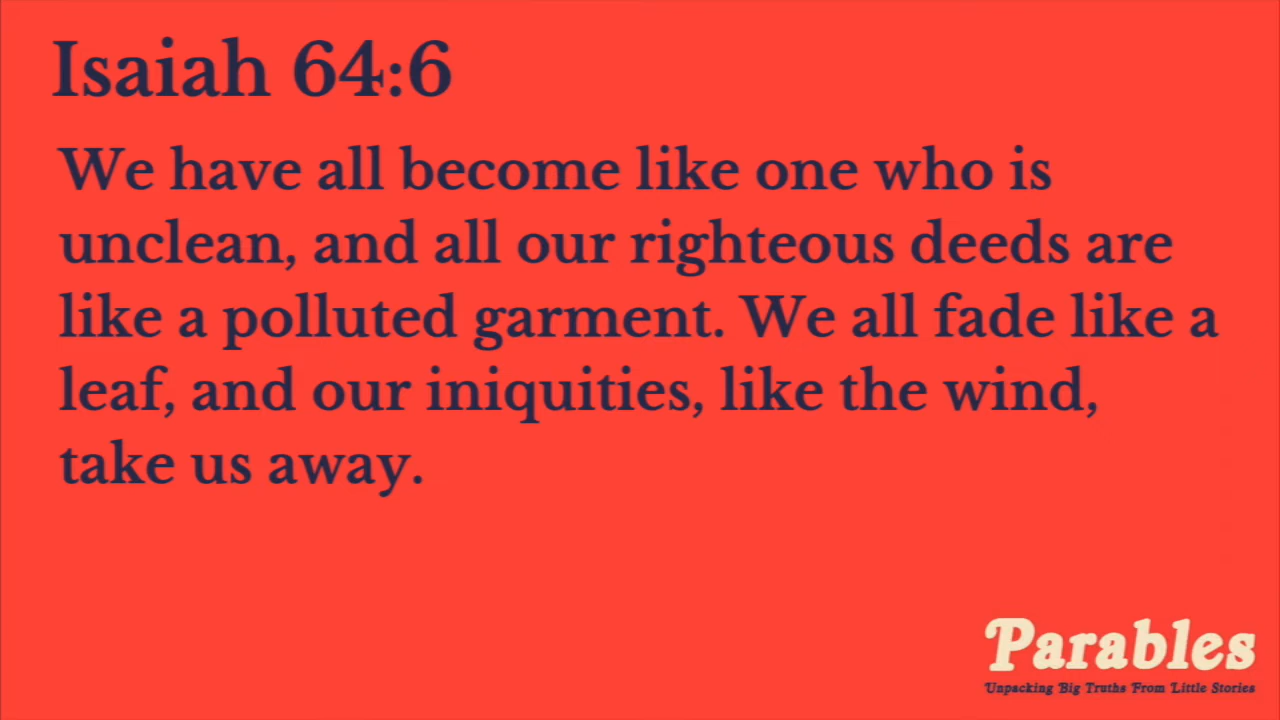 Isaiah 64:6
We have all become like one who is
unclean, and all our righteous deeds are
like a polluted garment. We all fade like a
leaf, and our iniquities, like the wind,
take us away.
Parables
Unpacking Big Truths From Little Stories